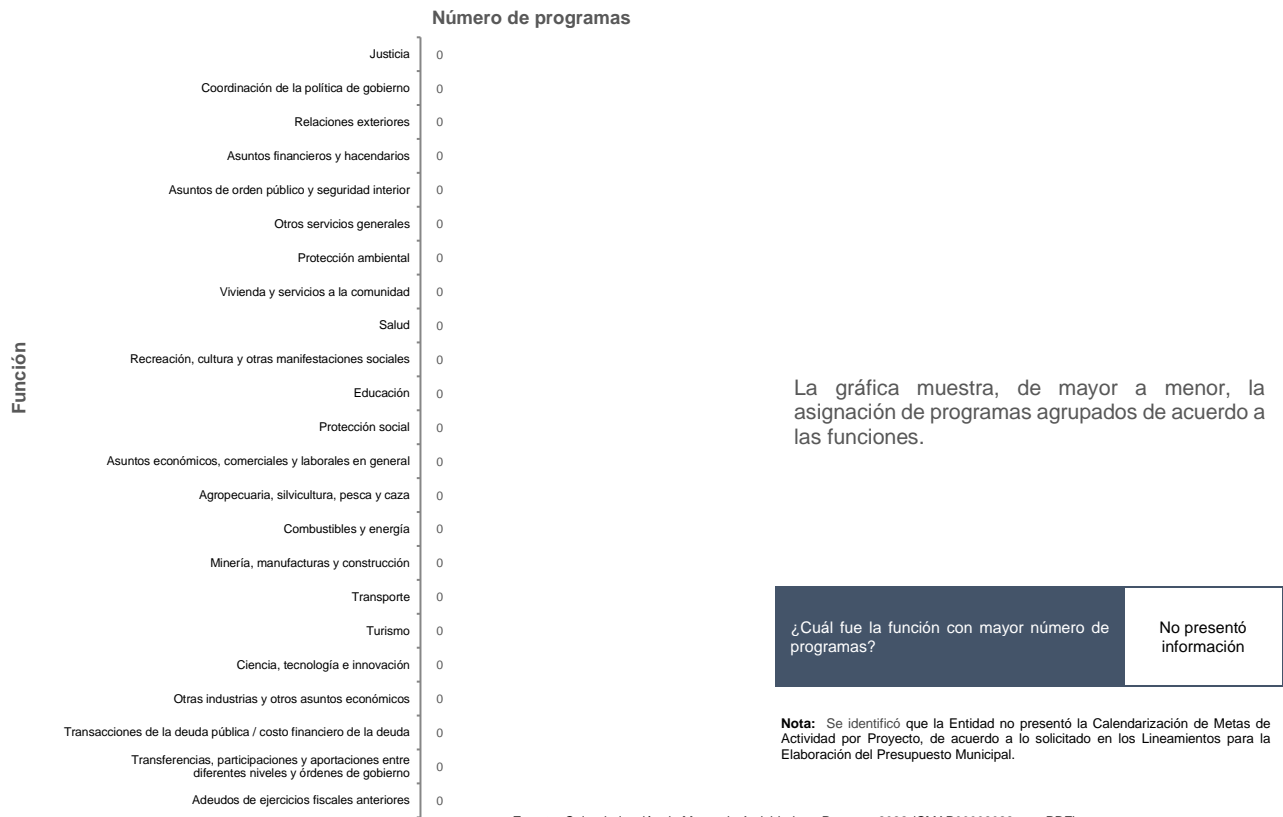 Número de programas
Función
Justicia 0
Coordinación de la política de gobierno 0
Relaciones exteriores 0
Asuntos financieros y hacendarios 0
Asuntos de orden público y seguridad interior 0
Otros servicios generales 0
Protección ambiental 0
Vivienda y servicios a la comunidad 0
Salud 0
Recreación, cultura y otras manifestaciones sociales 0
Educación 0
Protección social 0
Asuntos económicos, comerciales y laborales en general 0
Agropecuaria, silvicultura, pesca y caza 0
Combustibles y energía 0
Minería, manufacturas y construcción 0
Transporte 0
Turismo 0
Ciencia, tecnología e innovación 0
Otras industrias y otros asuntos económicos 0
Transacciones de la deuda pública / costo financiero de la deuda 0
Transferencias, participaciones y aportaciones entre
diferentes niveles y órdenes de gobierno 0
Adeudos de ejercicios fiscales anteriores 0
La gráfica muestra, de mayor a menor, la
asignación de programas agrupados de acuerdo a
las funciones.
¿Cuál fue la función con mayor número de
programas?
No presentó
información
Nota: Se identificó que la Entidad no presentó la Calendarización de Metas de
Actividad por Proyecto, de acuerdo a lo solicitado en los Lineamientos para la
Elaboración del Presupuesto Municipal.